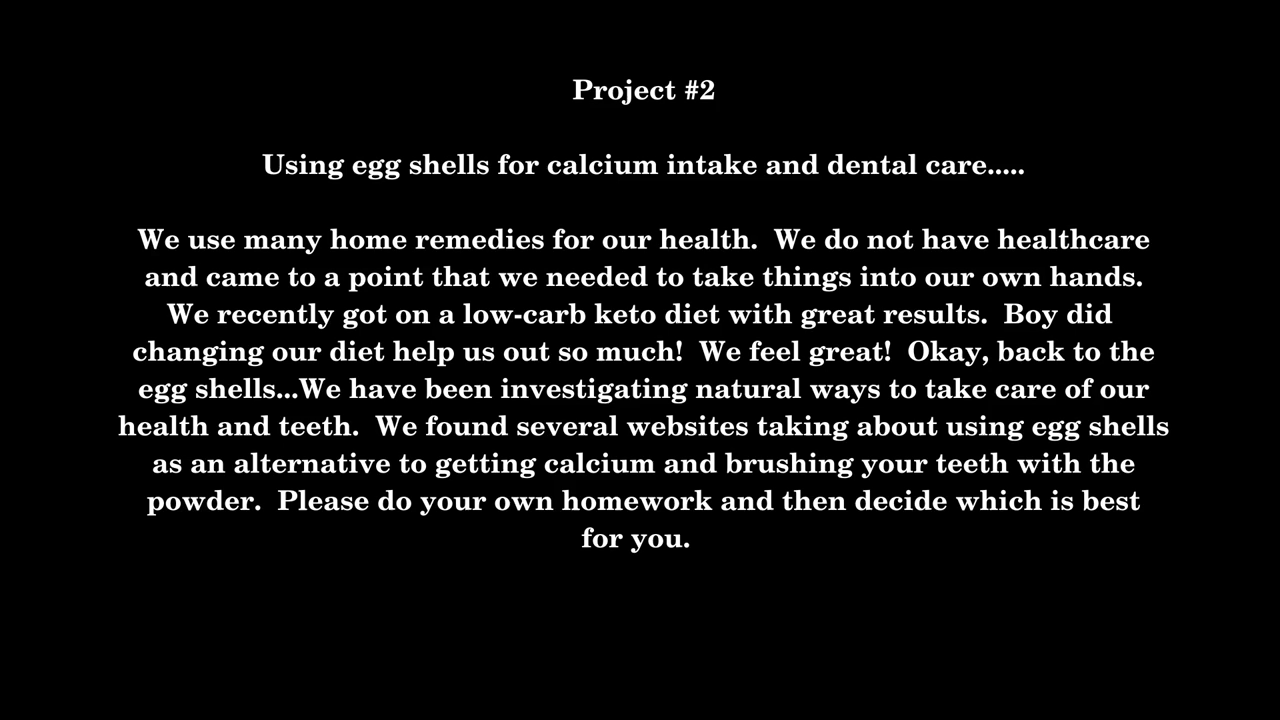 Project #2
Using egg shells for calcium intake and dental care.....
We use many home remedies for our health.  We do not have healthcare
and came to a point that we needed to take things into our own hands.
We recently got on a low-carb keto diet with great results.  Boy did
changing our diet help us out so much!  We feel great!  Okay, back to the
egg shells...We have been investigating natural ways to take care of our
health and teeth.  We found several websites taking about using egg shells
as an alternative to getting calcium and brushing your teeth with the
powder.  Please do your own homework and then decide which is best
for you.